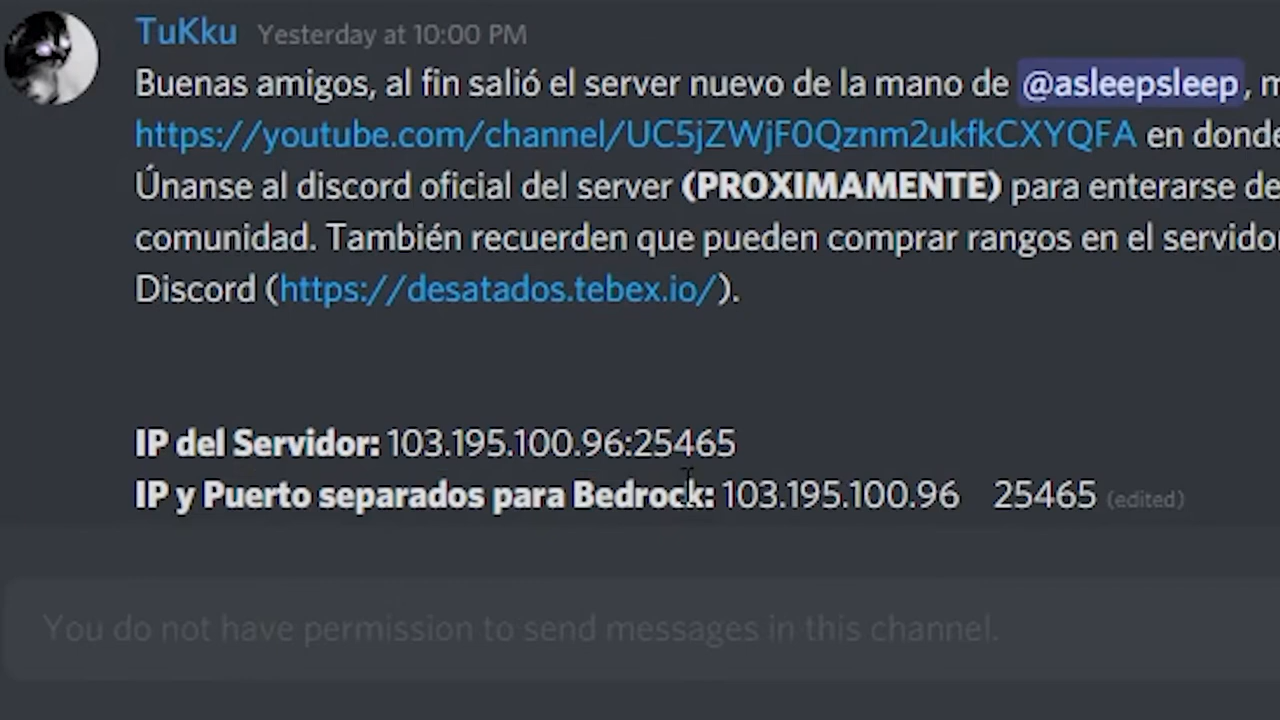 TuKku Yesterday at 10:00 PM
Buenas amigos, al fin salió el server nuevo de la mano de @asleepsleep,
https://youtube.com/channel/UC5jZWjF0Qznm2ukfkCXYQFA en donde
Únanse al discord oficial del server (PROXIMAMENTE) para enterarse de
comunidad. También recuerden que pueden comprar rangos en el servidor
Discord (https://desatados.tebex.io/).
IP del Servidor: 103.195.100.96:25465
IP y Puerto separados para Bedrock: 103.195.100.96 25465 (edited)
You do not have permission to send messages in this channel.